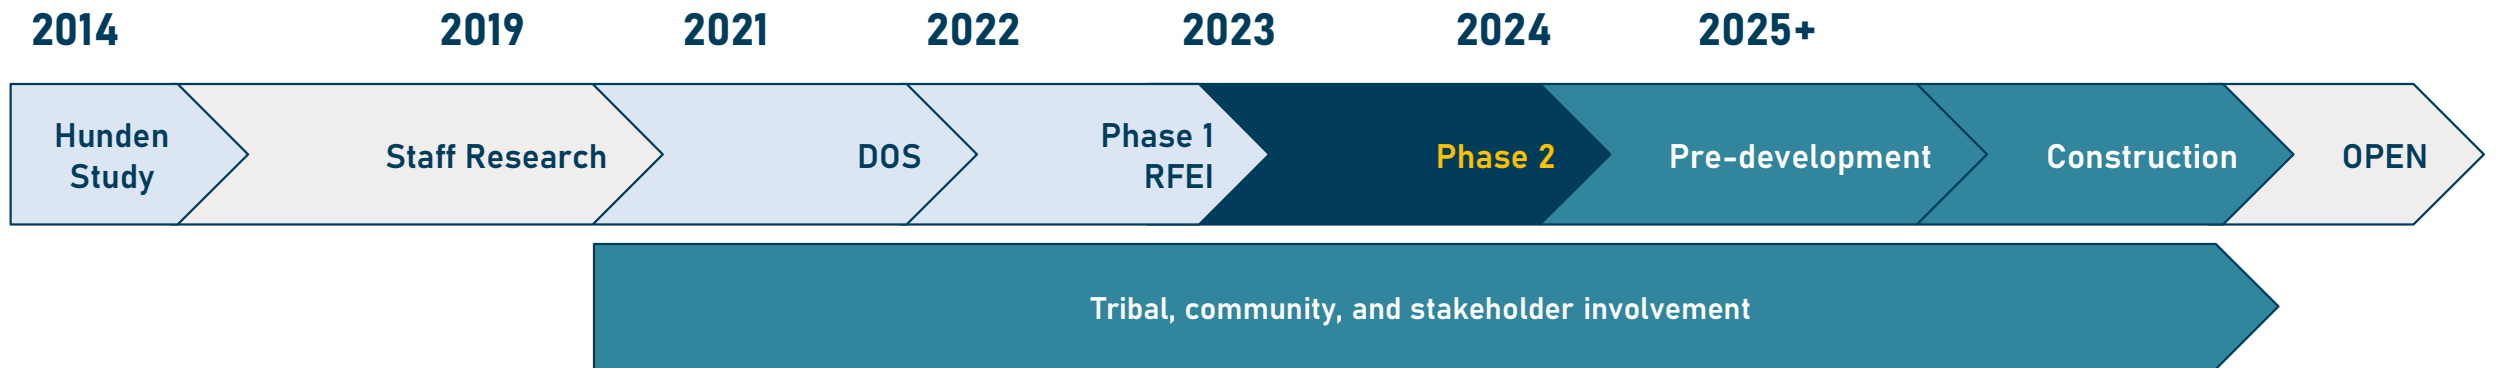 2014 2019 2021 2022 2023 2024 2025+
Hunden
Study
Staff Research
DOS
Phase 1
RFEI
Phase 2
Pre-development
Construction
OPEN
Tribal, community, and stakeholder involvement